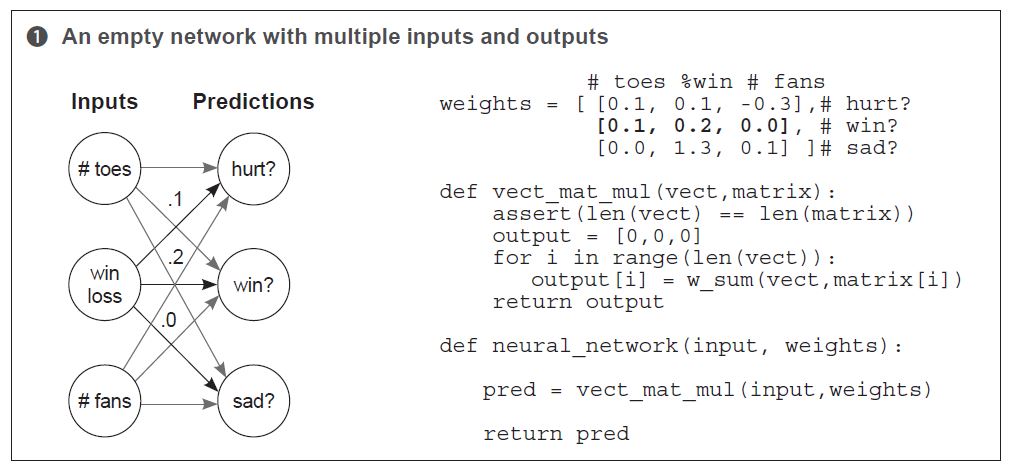 1 An empty network with multiple inputs and outputs
Inputs
Predictions
# toes
hurt?
.1
win
loss
.2
win?
.0
# fans
sad?
# toes %win # fans
weights = [ [0.1, 0.1, -0.3],# hurt?
[0.1, 0.2, 0.0], # win?
[0.0, 1.3, 0.1] ]# sad?
def vect_mat_mul(vect,matrix):
assert(len(vect) == len(matrix))
output = [0,0,0]
for i in range(len(vect)):
output[i] = w_sum(vect,matrix[i])
return output
def neural_network(input, weights):
pred = vect_mat_mul(input,weights)
return pred